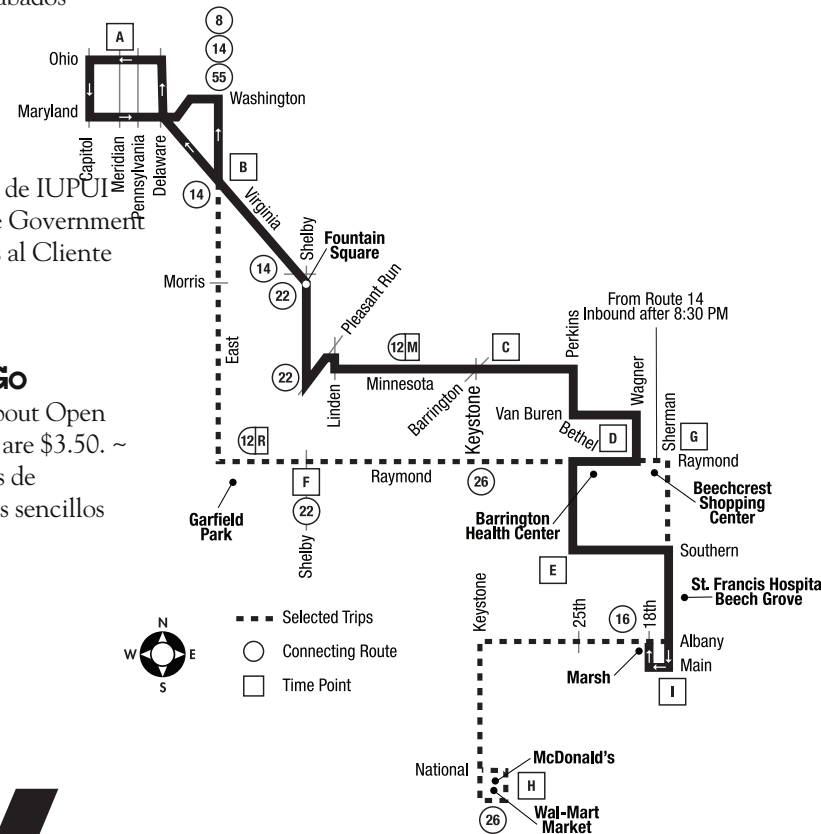 8
14
55
A
Ohio
Washington
Maryland
Capitol
Meridian
Pennsylvania
Delaware
de IUPUI
Government
al Cliente
B
14
Virginia
Shelby
Fountain
Square
14
22
Morris
East
Pleasant Run
22
Linden
12 M
Minnesota
C
Barrington
Keystone
Perkins
From Route 14
Inbound after 8:30 PM
Van Buren
Bethel
Wagner
Sherman
D
G
Go
out Open
are $3.50. ~
s de
s sencillos
12 R
Raymond
F
22
Shelby
26
Raymond
Garfield
Park
Barrington
Health Center
Beechcrest
Shopping
Center
E
Southern
St. Francis Hospita
Beech Grove
N
W E
S
Selected Trips
Connecting Route
Time Point
Keystone
25th
16
18th
Albany
Main
Marsh
I
National
McDonald's
H
Wal-Mart
Market
26